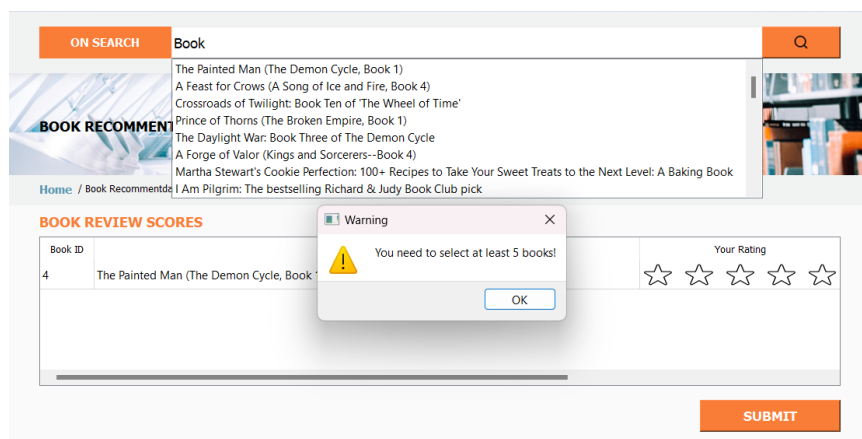 ON SEARCH
Book
The Painted Man (The Demon Cycle, Book 1)
A Feast for Crows (A Song of Ice and Fire, Book 4)
Crossroads of Twilight: Book Ten of 'The Wheel of Time'
Prince of Thorns (The Broken Empire, Book 1)
The Daylight War: Book Three of The Demon Cycle
A Forge of Valor (Kings and Sorcerers--Book 4)
Martha Stewart's Cookie Perfection: 100+ Recipes to Take Your Sweet Treats to the Next Level: A Baking Book
I Am Pilgrim: The bestselling Richard & Judy Book Club pick
BOOK RECOMMEN
Home / Book Recommenda
BOOK REVIEW SCORES
Warning
You need to select at least 5 books!
OK
Book ID
Your Rating
4
The Painted Man (The Demon Cycle, Book
SUBMIT